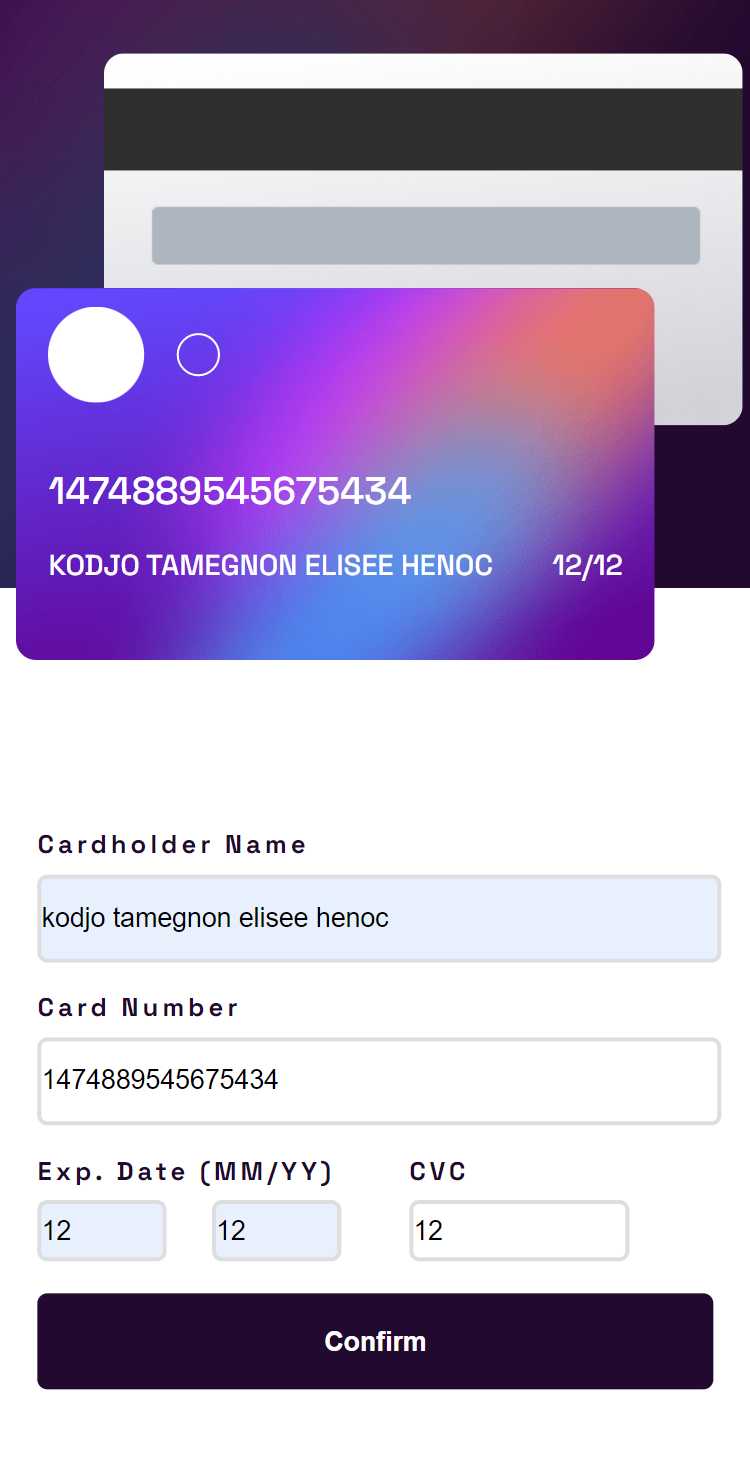 1474889545675434
KODJO TAMEGNON ELISEE HENOC 12/12
Cardholder Name
kodjo tamegnon elisee henoc
Card Number
1474889545675434
Exp. Date (MM/YY) CVC
12 12 12
Confirm